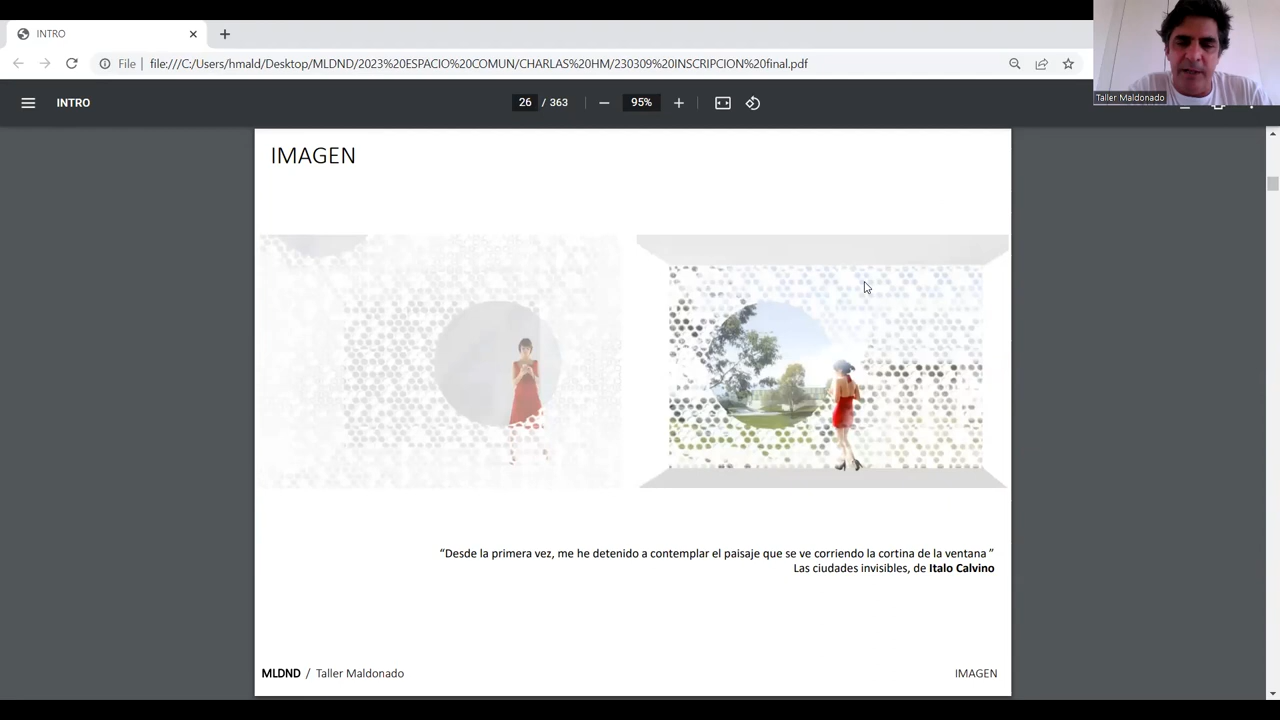 INTRO
File
file:///C:/Users/hmald/Desktop/MLDND/2023%20ESPACIO%20COMUN/CHARLAS%20HM/230309%20INSCRIPCION%20final.pdf
Taller Maldonado
INTRO
26 / 363
95%
IMAGEN
“Desde la primera vez, me he detenido a contemplar el paisaje que se ve corriendo la cortina de la ventana”
Las ciudades invisibles, de Italo Calvino
MLDND / Taller Maldonado
IMAGEN